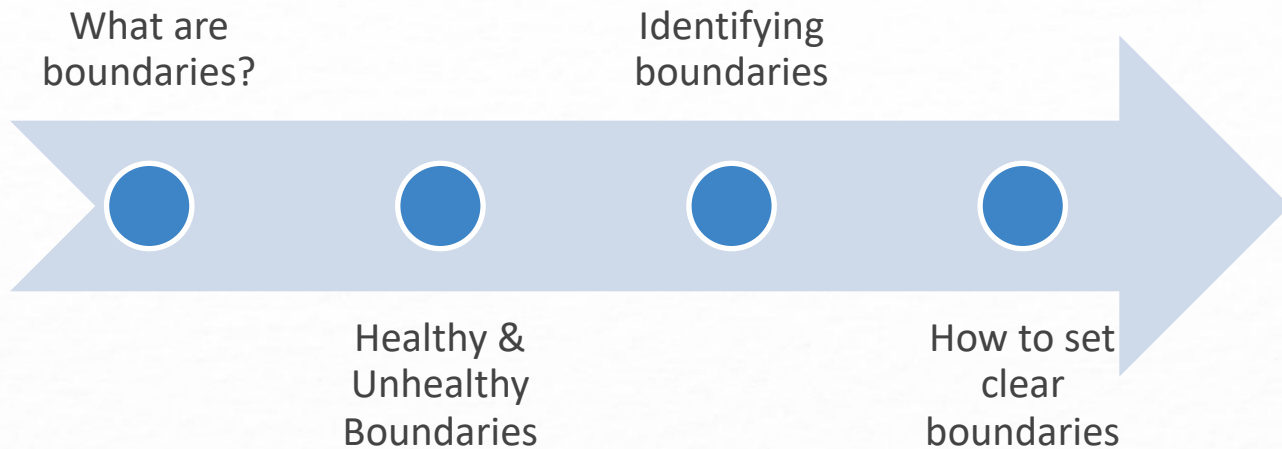 What are
boundaries?
Healthy &
Unhealthy
Boundaries
Identifying
boundaries
How to set
clear
boundaries